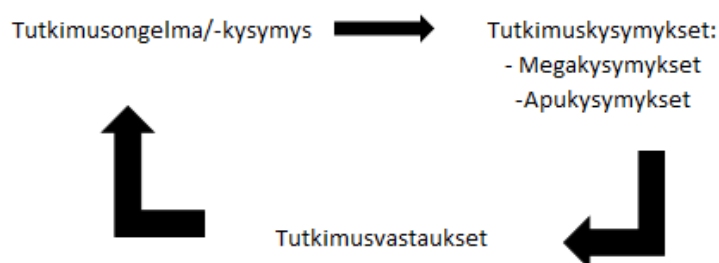 Tutkimusongelma/-kysymys
Tutkimuskysymykset:
- Megakysymykset
-Apukysymykset
Tutkimusvastaukset